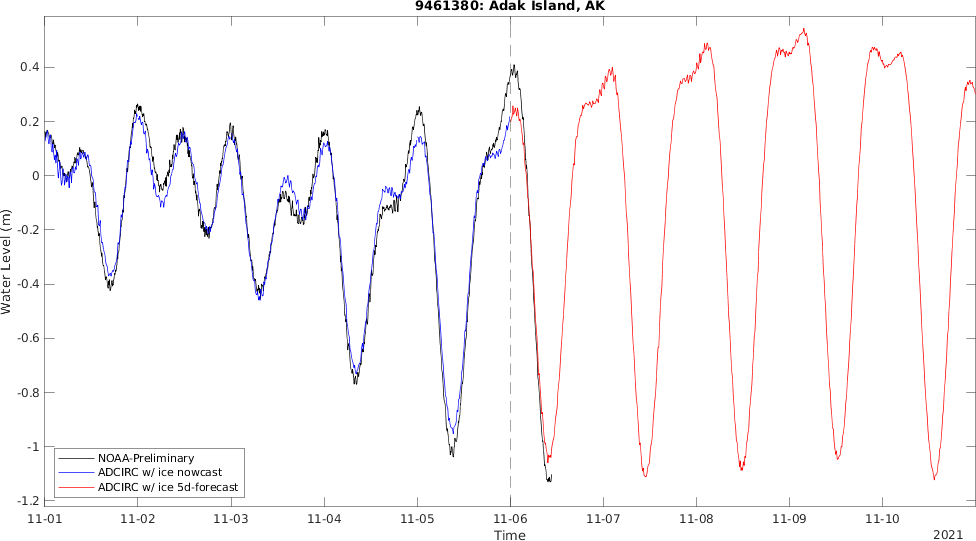 9461380: Adak Island, AK
Water Level (m)
0.4
0.2
0
-0.2
-0.4
-0.6
-0.8
-1
-1.2
NOAA-Preliminary
ADCIRC w/ ice nowcast
ADCIRC w/ ice 5d-forecast
11-01 11-02 11-03 11-04 11-05 11-06 11-07 11-08 11-09 11-10
Time
2021